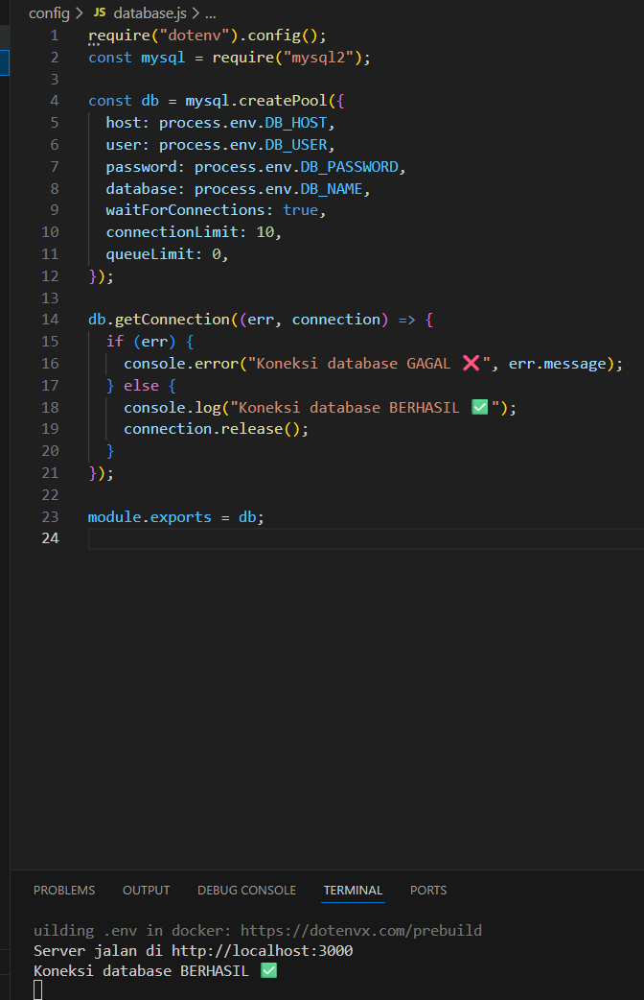 config > JS database.js > ...
1 require("dotenv").config();
2 const mysql = require("mysql2");
3
4 const db = mysql.createPool({
5 host: process.env.DB_HOST,
6 user: process.env.DB_USER,
7 password: process.env.DB_PASSWORD,
8 database: process.env.DB_NAME,
9 waitForConnections: true,
10 connectionLimit: 10,
11 queueLimit: 0,
12 });
13
14 db.getConnection((err, connection) => {
15 if (err) {
16 console.error("Koneksi database GAGAL ❌", err.message);
17 } else {
18 console.log("Koneksi database BERHASIL ✅");
19 connection.release();
20 }
21 });
22
23 module.exports = db;
24
PROBLEMS OUTPUT DEBUG CONSOLE TERMINAL PORTS
uilding .env in docker: https://dotenvx.com/prebuild
Server jalan di http://localhost:3000
Koneksi database BERHASIL ✅